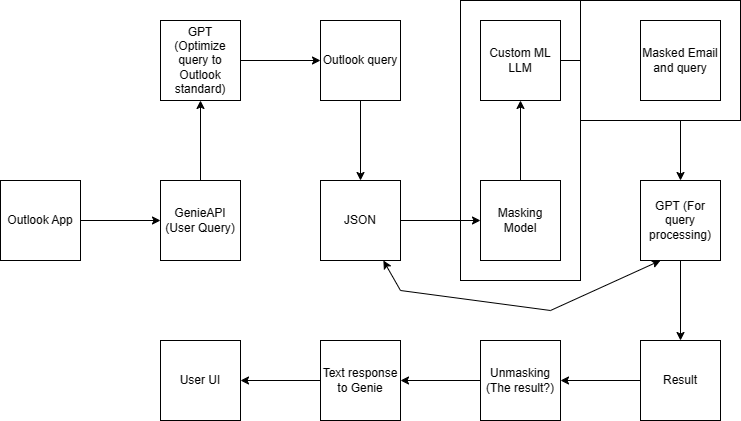 GPT
(Optimize
query to
Outlook
standard)
Outlook query
Custom ML
LLM
Masked Email
and query
Outlook App
GenieAPI
(User Query)
JSON
Masking
Model
GPT (For
query
processing)
User UI
Text response
to Genie
Unmasking
(The result?)
Result